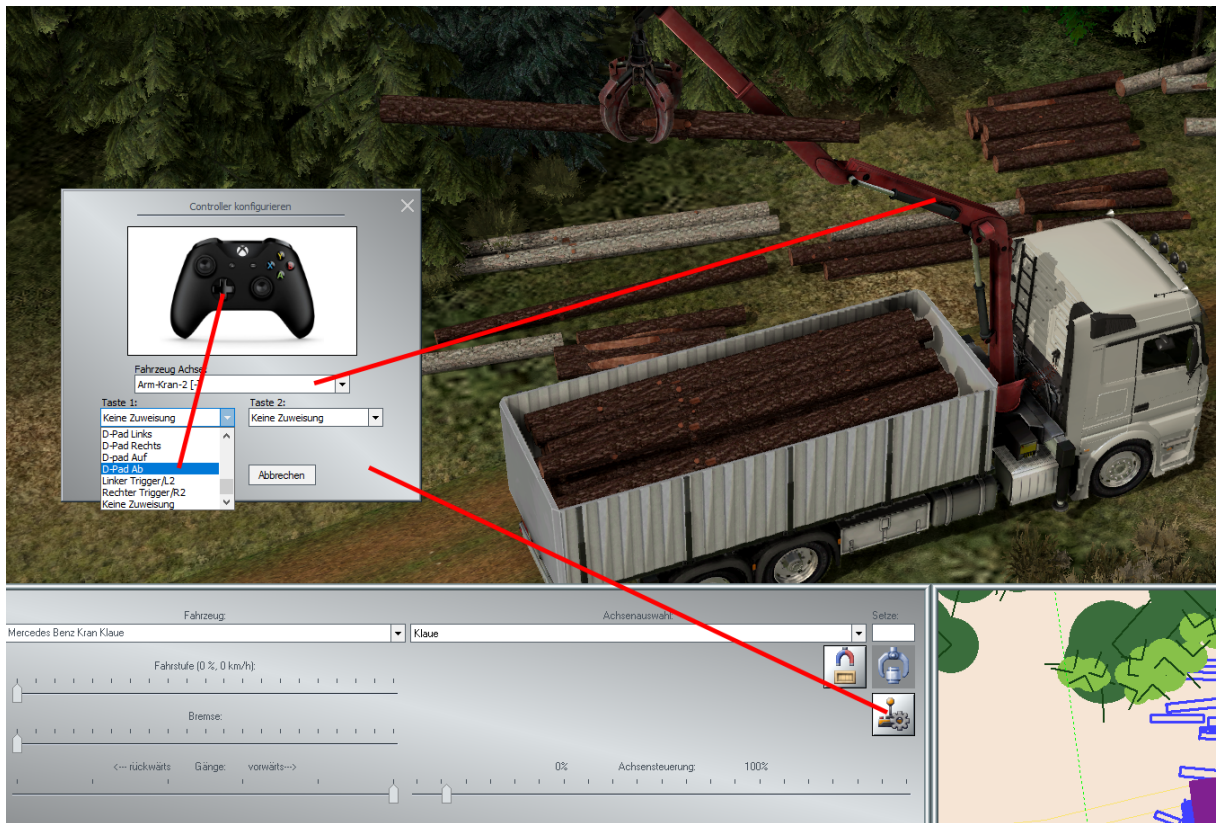 Controller konfigurieren
Fahrzeug Achse:
Arm-Kran-2 [-]
Taste 1:
Taste 2:
Keine Zuweisung
Keine Zuweisung
D-Pad Links
D-Pad Rechts
D-pad Auf
D-Pad Ab
Linker Trigger/L2
Rechter Trigger/R2
Keine Zuweisung
Abbrechen
Fahrzeug:
Achsenauswahl:
Setze:
Mercedes Benz Kran Klaue
Klaue
Fahrstufe (0 %, 0 km/h):
Bremse:
<--- rückwärts Gänge: vorwärts--->
0% Achsensteuerung: 100%